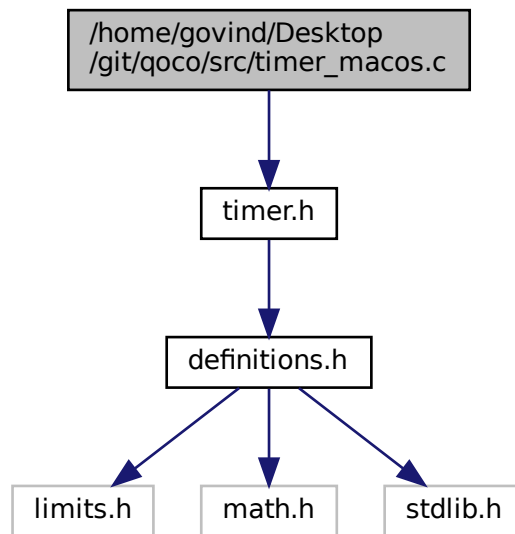 /home/govind/Desktop
/git/qoco/src/timer_macos.c
timer.h
definitions.h
limits.h
math.h
stdlib.h